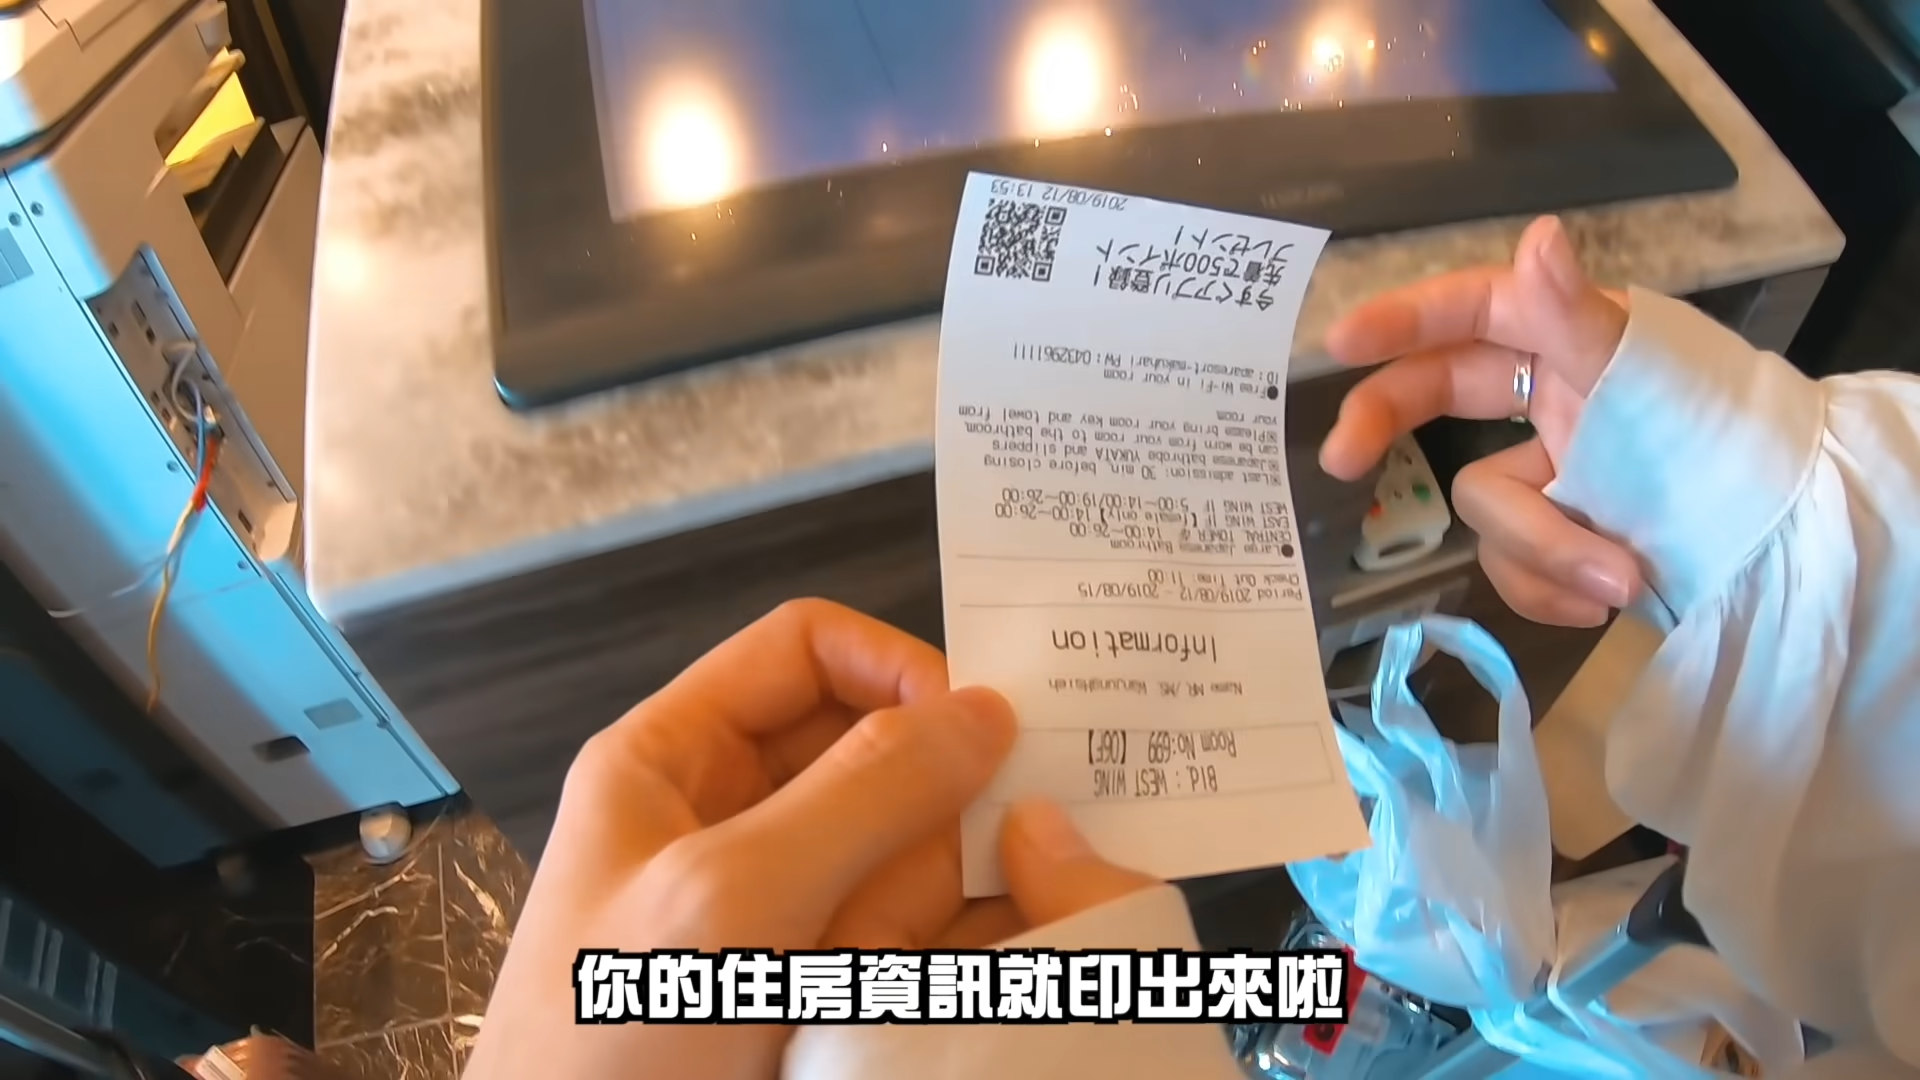 Bld.: WEST WING
Room No:699 【06F】
Name MR./MS. Wanjunghsieh
Information
Period 2019/08/12 - 2019/08/15
Check Out Time: 11:00
●Large Japanese Bathroom
CENTRAL TOWER 14:00~26:00
EAST WING 1F 【female only】 14:00~26:00
WEST WING 1F 5:00~14:00/19:00~26:00
※Last admission: 30 min. before closing
※Japanese bathrobe YUKATA and slippers
can be worn from your room to the bathroom.
※Please bring your room key and towel from
your room
●Free Wi-Fi in your room
ID: aparesort-makuhari PW: 0432961111
今すぐアプリ登録!
先着で500ポイント
プレゼント!
2019/08/12 13:53
你的住房資訊就印出來啦